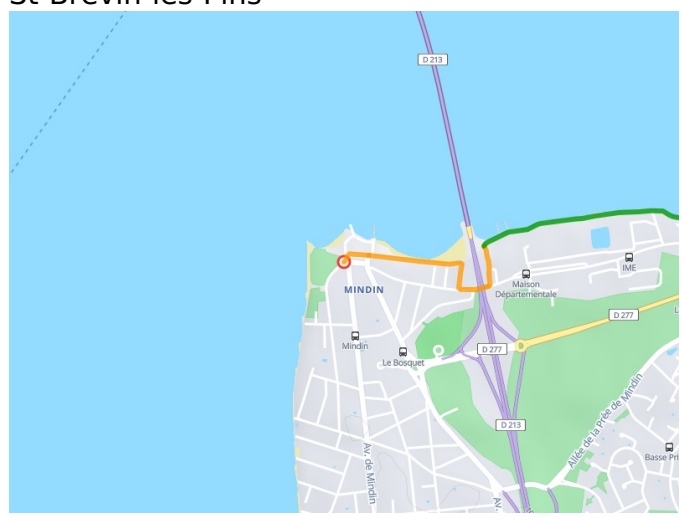 St-Brevin-les-Pins
D 213
IME
Maison
Départementale
MINDIN
D 277
Mindin
D 277
D
Le Bosquet
D 213
Av. de Mindin
Allée de la Prée de Mindin
Basse Pri
Av.